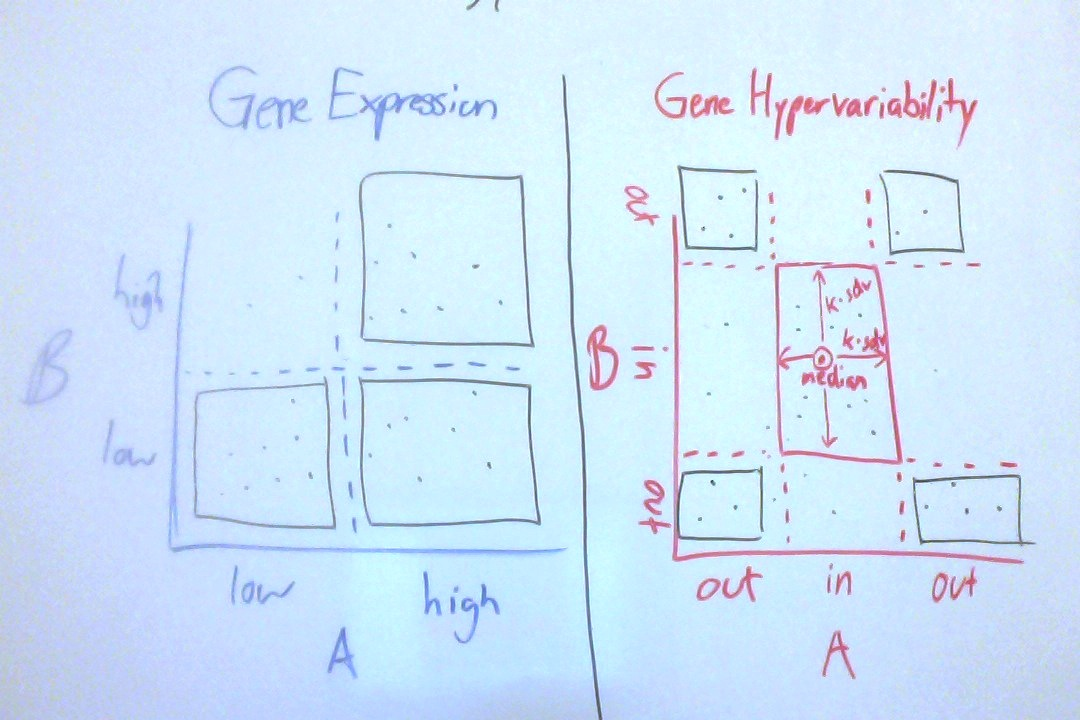 Gene Expression
high
B
low
low
high
A
Gene Hypervariability
out
k·sdv
k·sdv
B
in
median
out
out
in
out
A